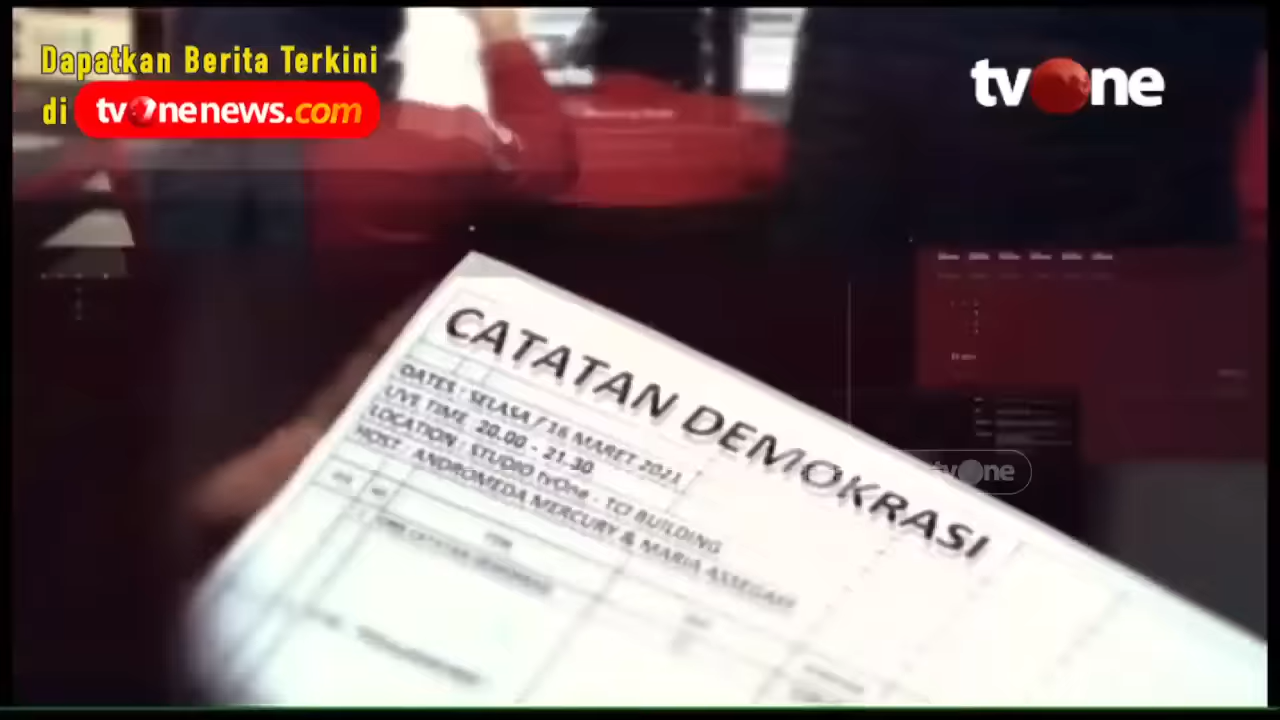 Dapatkan Berita Terkini
di tvOnenews.com
tvOne
CATATAN DEMOKRASI
DATES : SELASA / 16 MARET 2021
LIVE TIME 20.00 - 21.30
LOCATION : STUDIO tvOne - TCI BUILDING
HOST : ANDROMEDA MERCURY & MARIA ASSEGAFF
tvOne